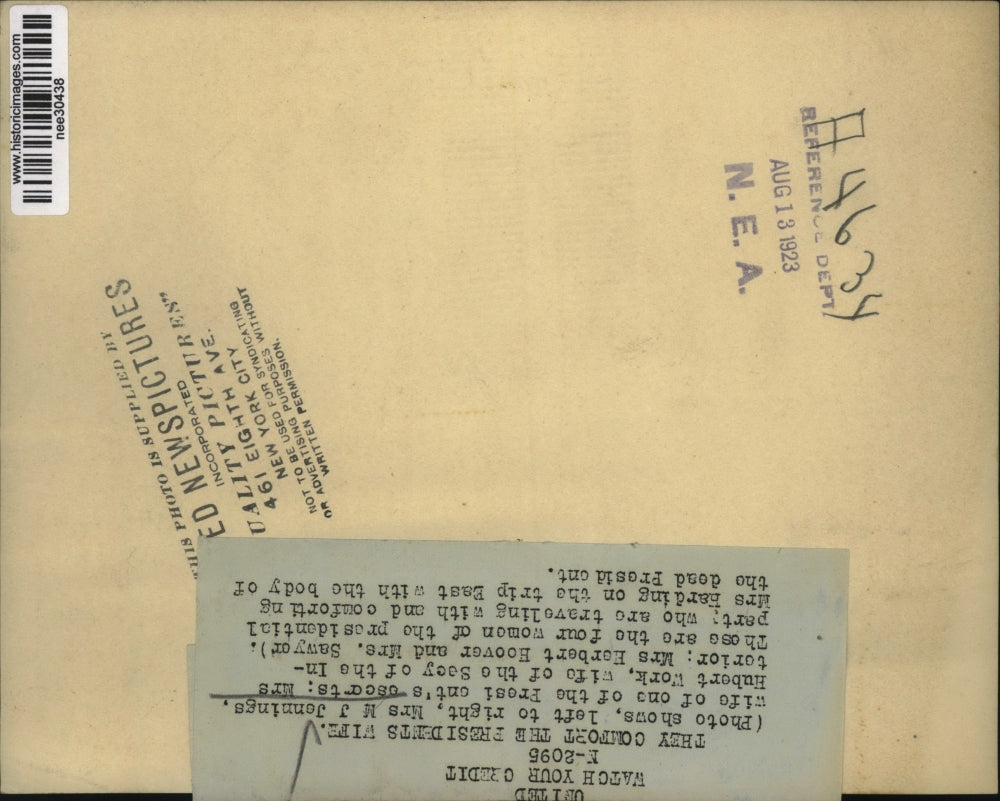 www.historicimages.com
nee30438
REFERENCE DEPT
AUG 13 1923
N. E. A.
THIS PHOTO IS SUPPLIED BY
ED NEWSPICTURES
INCORPORATED
UALITY PICTURES"
461 EIGHTH AVE.
NEW YORK CITY
NOT TO BE USED FOR SYNDICATING
OR ADVERTISING PURPOSES WITHOUT
WRITTEN PERMISSION.
UNITED
WATCH YOUR CREDIT
K-2095
THEY COMFORT THE PRESIDENTS WIFE.
(Photo shows, left to right, Mrs M J Jennings,
wife of one of the Presi ent's escorts: Mrs
Hubert Work, wife of the Secy of the In-
terior: Mrs Herbert Hoover and Mrs. Sawyer).
These are the four women of the presidential
party who are traveling with and comforting
Mrs Harding on the trip East with the body of
the dead President.